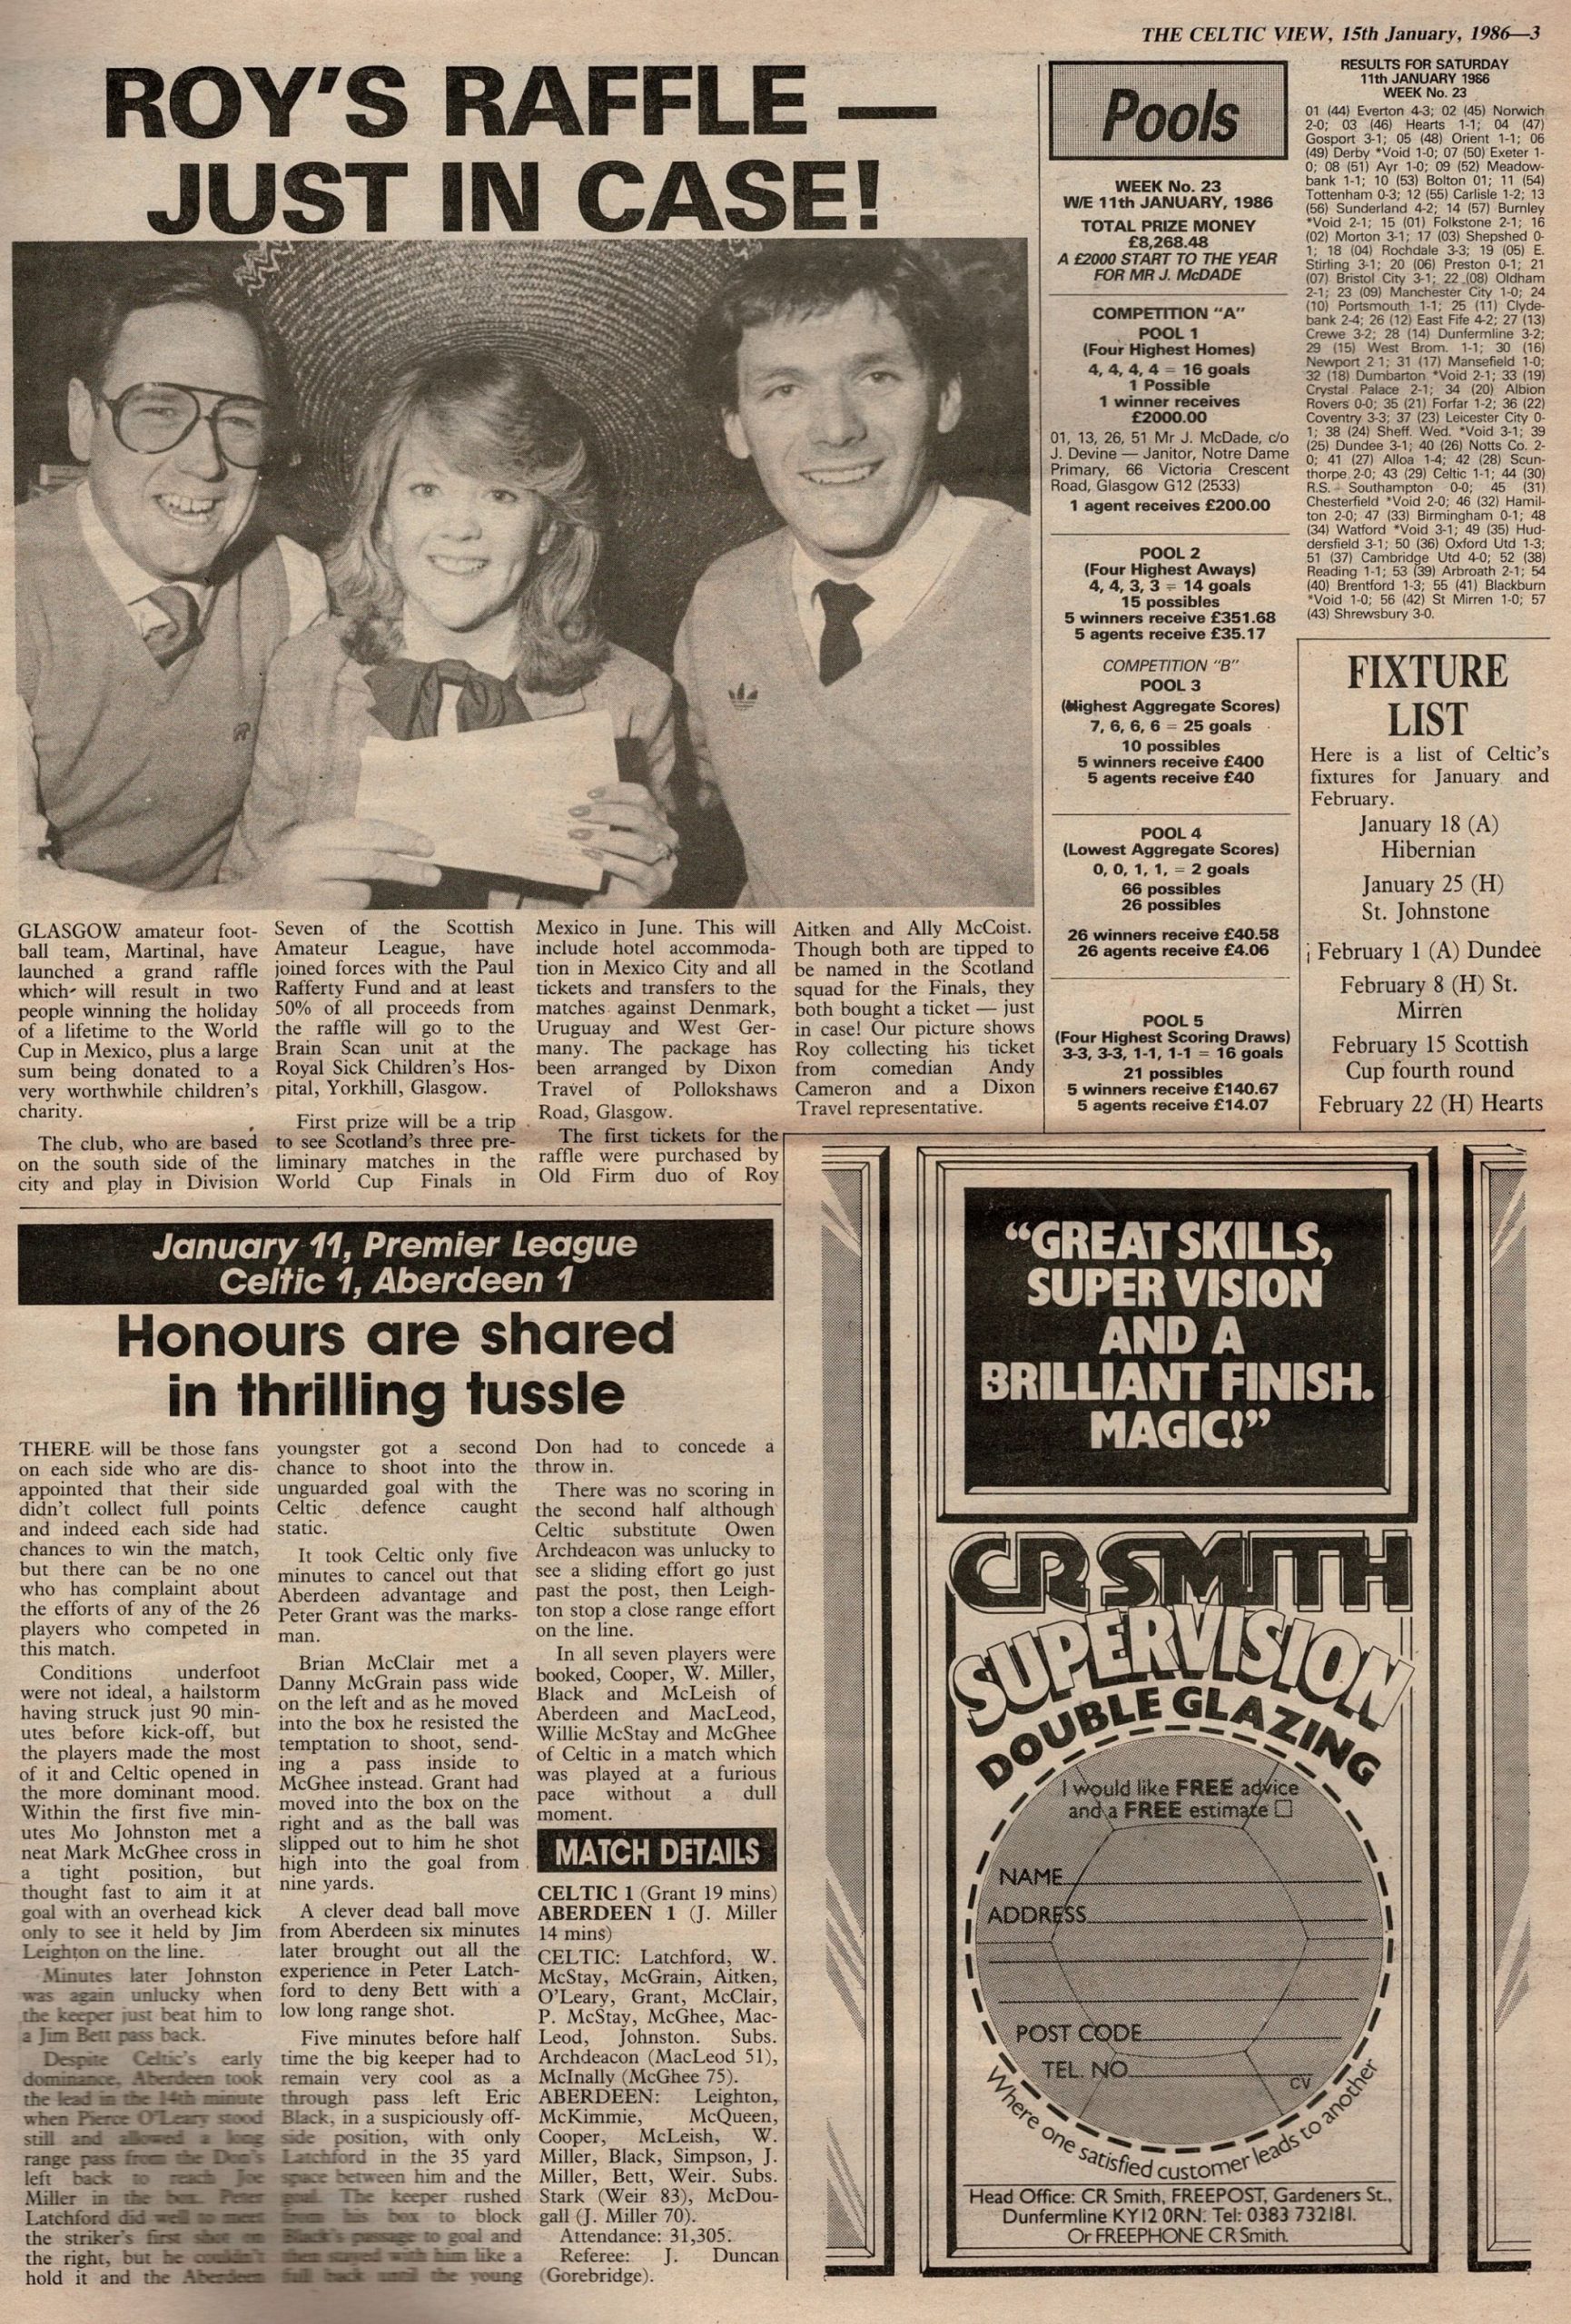 THE CELTIC VIEW, 15th January, 1986—3
ROY'S RAFFLE —
JUST IN CASE!
GLASGOW amateur foot-
ball team, Martinal, have
launched a grand raffle
which will result in two
people winning the holiday
of a lifetime to the World
Cup in Mexico, plus a large
sum being donated to a
very worthwhile children's
charity.
The club, who are based
on the south side of the
city and play in Division
Seven of the Scottish
Amateur League, have
joined forces with the Paul
Rafferty Fund and at least
50% of all proceeds from
the raffle will go to the
Brain Scan unit at the
Royal Sick Children's Hos-
pital, Yorkhill, Glasgow.
First prize will be a trip
to see Scotland's three pre-
liminary matches in the
World Cup Finals in
Mexico in June. This will
include hotel accommoda-
tion in Mexico City and all
tickets and transfers to the
matches against Denmark,
Uruguay and West Ger-
many. The package has
been arranged by Dixon
Travel of Pollokshaws
Road, Glasgow.
The first tickets for the
raffle were purchased by
Old Firm duo of Roy
Aitken and Ally McCoist.
Though both are tipped to
be named in the Scotland
squad for the Finals, they
both bought a ticket — just
in case! Our picture shows
Roy collecting his ticket
from comedian Andy
Cameron and a Dixon
Travel representative.
Pools
WEEK No. 23
W/E 11th JANUARY, 1986
TOTAL PRIZE MONEY
£8,268.48
A £2000 START TO THE YEAR
FOR MR J. McDADE
COMPETITION "A"
POOL 1
(Four Highest Homes)
4, 4, 4, 4 = 16 goals
1 Possible
1 winner receives
£2000.00
01, 13, 26, 51 Mr J. McDade, c/o
J. Devine — Janitor, Notre Dame
Primary, 66 Victoria Crescent
Road, Glasgow G12 (2533)
1 agent receives £200.00
POOL 2
(Four Highest Aways)
4, 4, 3, 3 = 14 goals
15 possibles
5 winners receive £351.68
5 agents receive £35.17
COMPETITION "B"
POOL 3
(Highest Aggregate Scores)
7, 6, 6, 6 = 25 goals
10 possibles
5 winners receive £400
5 agents receive £40
POOL 4
(Lowest Aggregate Scores)
0, 0, 1, 1, = 2 goals
66 possibles
26 possibles
26 winners receive £40.58
26 agents receive £4.06
POOL 5
(Four Highest Scoring Draws)
3-3, 3-3, 1-1, 1-1 = 16 goals
21 possibles
5 winners receive £140.67
5 agents receive £14.07
RESULTS FOR SATURDAY
11th JANUARY 1986
WEEK No. 23
01 (44) Everton 4-3; 02 (45) Norwich
2-0; 03 (46) Hearts 1-1; 04 (47)
Gosport 3-1; 05 (48) Orient 1-1; 06
(49) Derby *Void 1-0; 07 (50) Exeter 1-
0; 08 (51) Ayr 1-0; 09 (52) Meadow-
bank 1-1; 10 (53) Bolton 01; 11 (54)
Tottenham 0-3; 12 (55) Carlisle 1-2; 13
(56) Sunderland 4-2; 14 (57) Burnley
*Void 2-1; 15 (01) Folkstone 2-1; 16
(02) Morton 3-1; 17 (03) Shepshed 0-
1; 18 (04) Rochdale 3-3; 19 (05) E.
Stirling 3-1; 20 (06) Preston 0-1; 21
(07) Bristol City 3-1; 22 (08) Oldham
2-1; 23 (09) Manchester City 1-0; 24
(10) Portsmouth 1-1; 25 (11) Clyde-
bank 2-4; 26 (12) East Fife 4-2; 27 (13)
Crewe 3-2; 28 (14) Dunfermline 3-2;
29 (15) West Brom. 1-1; 30 (16)
Newport 2 1; 31 (17) Mansefield 1-0;
32 (18) Dumbarton *Void 2-1; 33 (19)
Crystal Palace 2-1; 34 (20) Albion
Rovers 0-0; 35 (21) Forfar 1-2; 36 (22)
Coventry 3-3; 37 (23) Leicester City 0-
1; 38 (24) Sheff. Wed. *Void 3-1; 39
(25) Dundee 3-1; 40 (26) Notts Co. 2-
0; 41 (27) Alloa 1-4; 42 (28) Scun-
thorpe 2-0; 43 (29) Celtic 1-1; 44 (30)
R.S. Southampton 0-0; 45 (31)
Chesterfield *Void 2-0; 46 (32) Hamil-
ton 2-0; 47 (33) Birmingham 0-1; 48
(34) Watford *Void 3-1; 49 (35) Hud-
dersfield 3-1; 50 (36) Oxford Utd 1-3;
51 (37) Cambridge Utd 4-0; 52 (38)
Reading 1-1; 53 (39) Arbroath 2-1; 54
(40) Brentford 1-3; 55 (41) Blackburn
*Void 1-0; 56 (42) St Mirren 1-0; 57
(43) Shrewsbury 3-0.
FIXTURE
LIST
Here is a list of Celtic's
fixtures for January and
February.
January 18 (A)
Hibernian
January 25 (H)
St. Johnstone
February 1 (A) Dundee
February 8 (H) St.
Mirren
February 15 Scottish
Cup fourth round
February 22 (H) Hearts
January 11, Premier League
Celtic 1, Aberdeen 1
Honours are shared
in thrilling tussle
THERE will be those fans
on each side who are dis-
appointed that their side
didn't collect full points
and indeed each side had
chances to win the match,
but there can be no one
who has complaint about
the efforts of any of the 26
players who competed in
this match.
Conditions underfoot
were not ideal, a hailstorm
having struck just 90 min-
utes before kick-off, but
the players made the most
of it and Celtic opened in
the more dominant mood.
Within the first five min-
utes Mo Johnston met a
neat Mark McGhee cross in
a tight position, but
thought fast to aim it at
goal with an overhead kick
only to see it held by Jim
Leighton on the line.
Minutes later Johnston
was again unlucky when
the keeper just beat him to
a Jim Bett pass back.
Despite Celtic's early
dominance, Aberdeen took
the lead in the 14th minute
when Pierce O'Leary stood
still and allowed a long
range pass from the Don's
left back to reach Joe
Miller in the box. Peter
Latchford did well to meet
the striker's first shot on
the right, but he couldn't
hold it and the Aberdeen
youngster got a second
chance to shoot into the
unguarded goal with the
Celtic defence caught
static.
It took Celtic only five
minutes to cancel out that
Aberdeen advantage and
Peter Grant was the marks-
man.
Brian McClair met a
Danny McGrain pass wide
on the left and as he moved
into the box he resisted the
temptation to shoot, send-
ing a pass inside to
McGhee instead. Grant had
moved into the box on the
right and as the ball was
slipped out to him he shot
high into the goal from
nine yards.
A clever dead ball move
from Aberdeen six minutes
later brought out all the
experience in Peter Latch-
ford to deny Bett with a
low long range shot.
Five minutes before half
time the big keeper had to
remain very cool as a
through pass left Eric
Black, in a suspiciously off-
side position, with only
Latchford in the 35 yard
space between him and the
goal. The keeper rushed
from his box to block
Black's passage to goal and
then stayed with him like a
full back until the young
Don had to concede a
throw in.
There was no scoring in
the second half although
Celtic substitute Owen
Archdeacon was unlucky to
see a sliding effort go just
past the post, then Leigh-
ton stop a close range effort
on the line.
In all seven players were
booked, Cooper, W. Miller,
Black and McLeish of
Aberdeen and MacLeod,
Willie McStay and McGhee
of Celtic in a match which
was played at a furious
pace without a dull
moment.
MATCH DETAILS
CELTIC 1 (Grant 19 mins)
ABERDEEN 1 (J. Miller
14 mins)
CELTIC: Latchford, W.
McStay, McGrain, Aitken,
O'Leary, Grant, McClair,
P. McStay, McGhee, Mac-
Leod, Johnston. Subs.
Archdeacon (MacLeod 51),
McInally (McGhee 75).
ABERDEEN: Leighton,
McKimmie, McQueen,
Cooper, McLeish, W.
Miller, Black, Simpson, J.
Miller, Bett, Weir. Subs.
Stark (Weir 83), McDou-
gall (J. Miller 70).
Attendance: 31,305.
Referee: J. Duncan
(Gorebridge).
"GREAT SKILLS,
SUPER VISION
AND A
BRILLIANT FINISH.
MAGIC!"
CR SMITH
SUPERVISION
DOUBLE GLAZING
I would like FREE advice
and a FREE estimate
NAME
ADDRESS
POST CODE
TEL. NO.
CV
Where one satisfied customer leads to another
Head Office: CR Smith, FREEPOST, Gardeners St.,
Dunfermline KY12 0RN. Tel: 0383 732181.
Or FREEPHONE CR Smith.